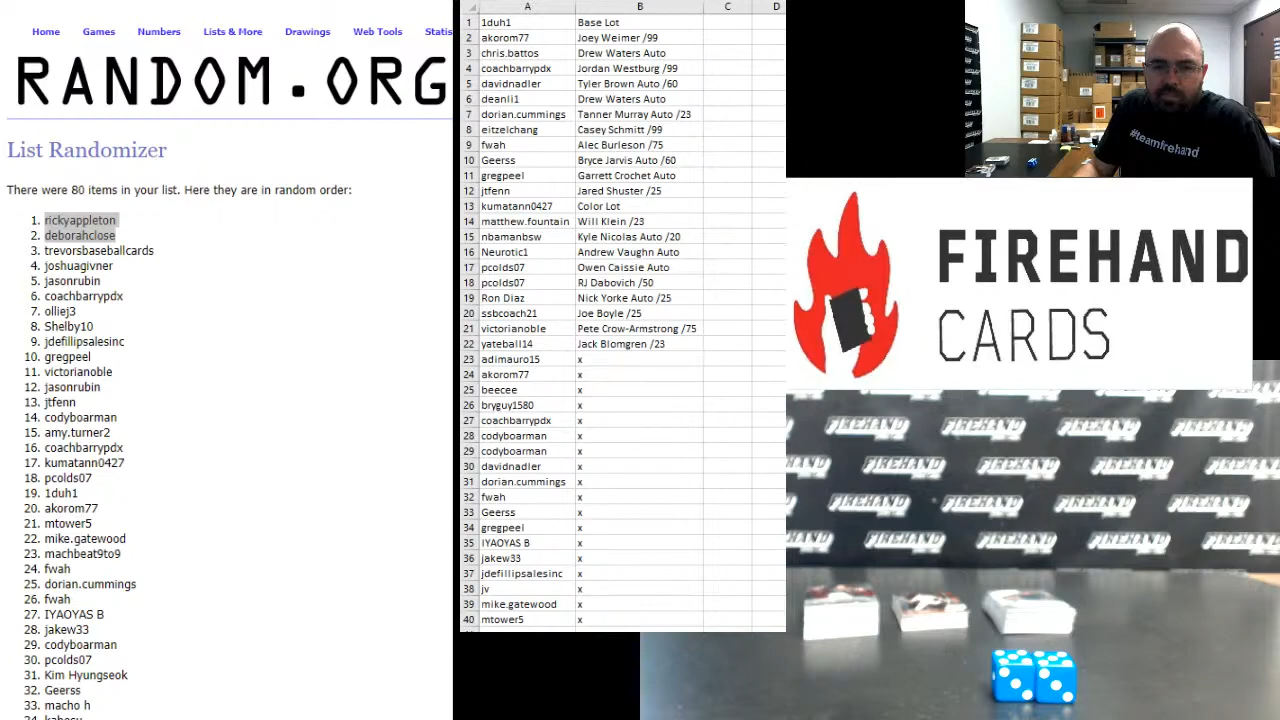 Home Games Numbers Lists & More Drawings Web Tools Statis
RANDOM.ORG
List Randomizer
There were 80 items in your list. Here they are in random order:
1. rickyappleton
2. deborahclose
3. trevorsbaseballcards
4. joshuagivner
5. jasonrubin
6. coachbarrypdx
7. olliej3
8. Shelby10
9. jdefillipsalesinc
10. gregpeel
11. victorianoble
12. jasonrubin
13. jtfenn
14. codyboarman
15. amy.turner2
16. coachbarrypdx
17. kumatann0427
18. pcolds07
19. 1duh1
20. akorom77
21. mtower5
22. mike.gatewood
23. machbeat9to9
24. fwah
25. dorian.cummings
26. fwah
27. IYAOYAS B
28. jakew33
29. codyboarman
30. pcolds07
31. Kim Hyungseok
32. Geerss
33. macho h
A B C D
1 1duh1 Base Lot
2 akorom77 Joey Weimer /99
3 chris.battos Drew Waters Auto
4 coachbarrypdx Jordan Westburg /99
5 davidnadler Tyler Brown Auto /60
6 deanli1 Drew Waters Auto
7 dorian.cummings Tanner Murray Auto /23
8 eitzelchang Casey Schmitt /99
9 fwah Alec Burleson /75
10 Geerss Bryce Jarvis Auto /60
11 gregpeel Garrett Crochet Auto
12 jtfenn Jared Shuster /25
13 kumatann0427 Color Lot
14 matthew.fountain Will Klein /23
15 nbamanbsw Kyle Nicolas Auto /20
16 Neurotic1 Andrew Vaughn Auto
17 pcolds07 Owen Caissie Auto
18 pcolds07 RJ Dabovich /50
19 Ron Diaz Nick Yorke Auto /25
20 ssbcoach21 Joe Boyle /25
21 victorianoble Pete Crow-Armstrong /75
22 yateball14 Jack Blomgren /23
23 adimauro15 x
24 akorom77 x
25 beecee x
26 bryguy1580 x
27 coachbarrypdx x
28 codyboarman x
29 codyboarman x
30 davidnadler x
31 dorian.cummings x
32 fwah x
33 Geerss x
34 gregpeel x
35 IYAOYAS B x
36 jakew33 x
37 jdefillipsalesinc x
38 jv x
39 mike.gatewood x
40 mtower5 x
#teamfirehand
FIREHAND
CARDS
FIREHAND FIREHAND
FIREHAND FIREHAND FIREHAND
FIREHAND FIREHAND
FIREHAND FIREHAND FIREHAND